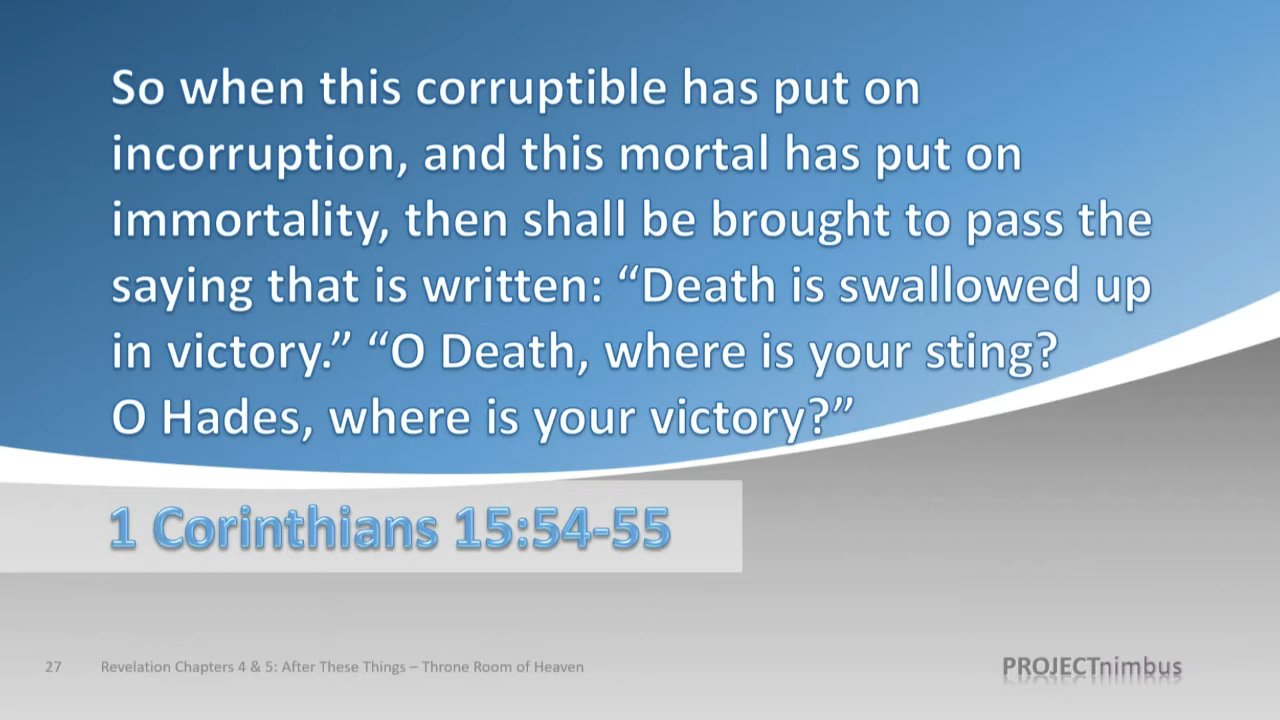 So when this corruptible has put on
incorruption, and this mortal has put on
immortality, then shall be brought to pass the
saying that is written: “Death is swallowed up
in victory.” “O Death, where is your sting?
O Hades, where is your victory?”
1 Corinthians 15:54-55
27 Revelation Chapters 4 & 5: After These Things – Throne Room of Heaven
PROJECTnimbus